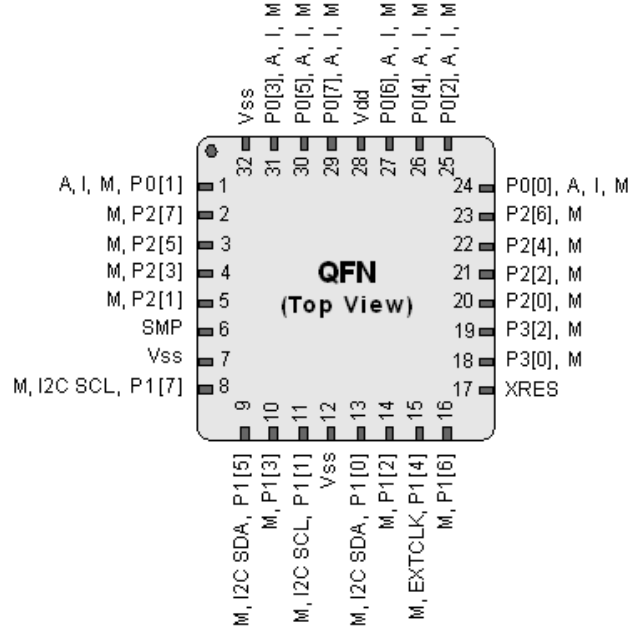 Vss
P0[3], A, I, M
P0[5], A, I, M
P0[7], A, I, M
Vdd
P0[6], A, I, M
P0[4], A, I, M
P0[2], A, I, M
32
31
30
29
28
27
26
25
A, I, M, P0[1] 1
M, P2[7] 2
M, P2[5] 3
M, P2[3] 4
M, P2[1] 5
SMP 6
Vss 7
M, I2C SCL, P1[7] 8
QFN
(Top View)
24 P0[0], A, I, M
23 P2[6], M
22 P2[4], M
21 P2[2], M
20 P2[0], M
19 P3[2], M
18 P3[0], M
17 XRES
9
10
11
12
13
14
15
16
M, I2C SDA, P1[5]
M, P1[3]
M, I2C SCL, P1[1]
Vss
M, I2C SDA, P1[0]
M, P1[2]
M, EXTCLK, P1[4]
M, P1[6]